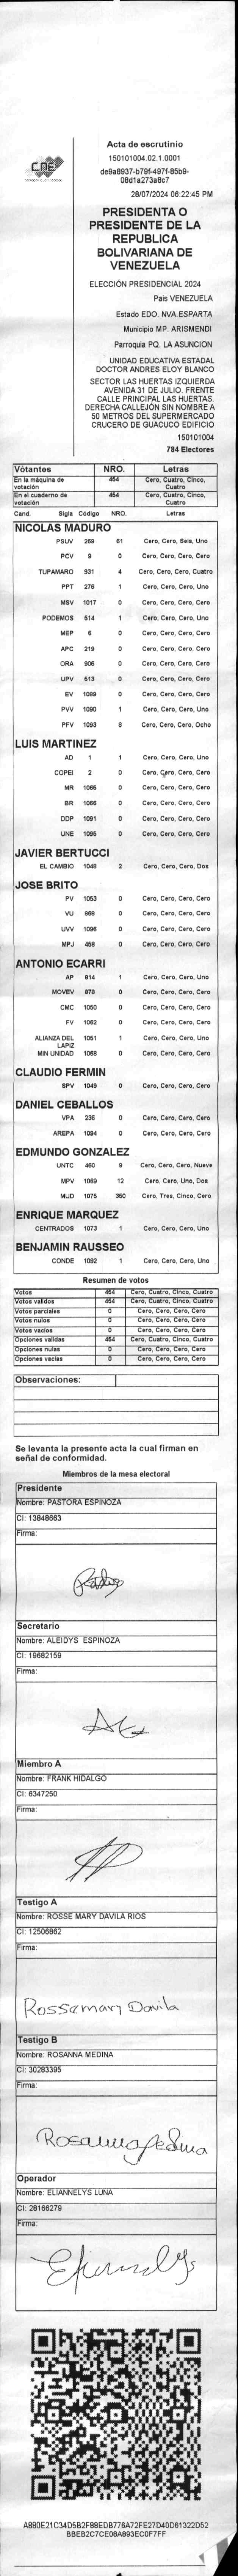 Acta de escrutinio
150101004.02.1.0001
de9a8937-b79f-497f-85b9-
08d1a273a8c7
28/07/2024 06:22:45 PM
CNE
PRESIDENTA O
PRESIDENTE DE LA
REPUBLICA
BOLIVARIANA DE
VENEZUELA
ELECCIÓN PRESIDENCIAL 2024
Pais VENEZUELA
Estado EDO. NVA.ESPARTA
Municipio MP. ARISMENDI
Parroquia PQ. LA ASUNCION
UNIDAD EDUCATIVA ESTADAL
DOCTOR ANDRES ELOY BLANCO
SECTOR LAS HUERTAS IZQUIERDA
AVENIDA 31 DE JULIO. FRENTE
CALLE PRINCIPAL LAS HUERTAS.
DERECHA CALLEJÓN SIN NOMBRE A
50 METROS DEL SUPERMERCADO
CRUCERO DE GUACUCO EDIFICIO
150101004
784 Electores
Votantes NRO. Letras
En la máquina de votación 454 Cero, Cuatro, Cinco, Cuatro
En el cuaderno de votación 454 Cero, Cuatro, Cinco, Cuatro
Cand. Sigla Código NRO. Letras
NICOLAS MADURO
PSUV 269 61 Cero, Cero, Seis, Uno
PCV 9 0 Cero, Cero, Cero, Cero
TUPAMARO 931 4 Cero, Cero, Cero, Cuatro
PPT 276 1 Cero, Cero, Cero, Uno
MSV 1017 0 Cero, Cero, Cero, Cero
PODEMOS 514 1 Cero, Cero, Cero, Uno
MEP 6 0 Cero, Cero, Cero, Cero
APC 219 0 Cero, Cero, Cero, Cero
ORA 906 0 Cero, Cero, Cero, Cero
UPV 513 0 Cero, Cero, Cero, Cero
EV 1089 0 Cero, Cero, Cero, Cero
PVV 1090 1 Cero, Cero, Cero, Uno
PFV 1093 8 Cero, Cero, Cero, Ocho
LUIS MARTINEZ
AD 1 1 Cero, Cero, Cero, Uno
COPEI 2 0 Cero, Cero, Cero, Cero
MR 1065 0 Cero, Cero, Cero, Cero
BR 1066 0 Cero, Cero, Cero, Cero
DDP 1091 0 Cero, Cero, Cero, Cero
UNE 1095 0 Cero, Cero, Cero, Cero
JAVIER BERTUCCI
EL CAMBIO 1048 2 Cero, Cero, Cero, Dos
JOSE BRITO
PV 1053 0 Cero, Cero, Cero, Cero
VU 968 0 Cero, Cero, Cero, Cero
UVV 1096 0 Cero, Cero, Cero, Cero
MPJ 458 0 Cero, Cero, Cero, Cero
ANTONIO ECARRI
AP 914 1 Cero, Cero, Cero, Uno
MOVEV 879 0 Cero, Cero, Cero, Cero
CMC 1050 0 Cero, Cero, Cero, Cero
FV 1062 0 Cero, Cero, Cero, Cero
ALIANZA DEL LAPIZ 1051 1 Cero, Cero, Cero, Uno
MIN UNIDAD 1068 0 Cero, Cero, Cero, Cero
CLAUDIO FERMIN
SPV 1049 0 Cero, Cero, Cero, Cero
DANIEL CEBALLOS
VPA 236 0 Cero, Cero, Cero, Cero
AREPA 1094 0 Cero, Cero, Cero, Cero
EDMUNDO GONZALEZ
UNTC 460 9 Cero, Cero, Cero, Nueve
MPV 1069 12 Cero, Cero, Uno, Dos
MUD 1075 350 Cero, Tres, Cinco, Cero
ENRIQUE MARQUEZ
CENTRADOS 1073 1 Cero, Cero, Cero, Uno
BENJAMIN RAUSSEO
CONDE 1092 1 Cero, Cero, Cero, Uno
Resumen de votos
Votos 454 Cero, Cuatro, Cinco, Cuatro
Votos validos 454 Cero, Cuatro, Cinco, Cuatro
Votos parciales 0 Cero, Cero, Cero, Cero
Votos nulos 0 Cero, Cero, Cero, Cero
Votos vacios 0 Cero, Cero, Cero, Cero
Opciones validas 454 Cero, Cuatro, Cinco, Cuatro
Opciones nulas 0 Cero, Cero, Cero, Cero
Opciones vacias 0 Cero, Cero, Cero, Cero
Observaciones:
Se levanta la presente acta la cual firman en
señal de conformidad.
Miembros de la mesa electoral
Presidente
Nombre: PASTORA ESPINOZA
CI: 13848663
Firma:
Secretario
Nombre: ALEIDYS ESPINOZA
CI: 19682159
Firma:
Miembro A
Nombre: FRANK HIDALGO
CI: 6347250
Firma:
Testigo A
Nombre: ROSSE MARY DAVILA RIOS
CI: 12506862
Firma:
Rossemary Davila
Testigo B
Nombre: ROSANNA MEDINA
CI: 30283395
Firma:
Rosanna Medina
Operador
Nombre: ELIANNELYS LUNA
CI: 28166279
Firma:
A880E21C34D5B2F88EDB776A72FE27D40D61322D52
BBEB2C7CE08A893EC0F7FF